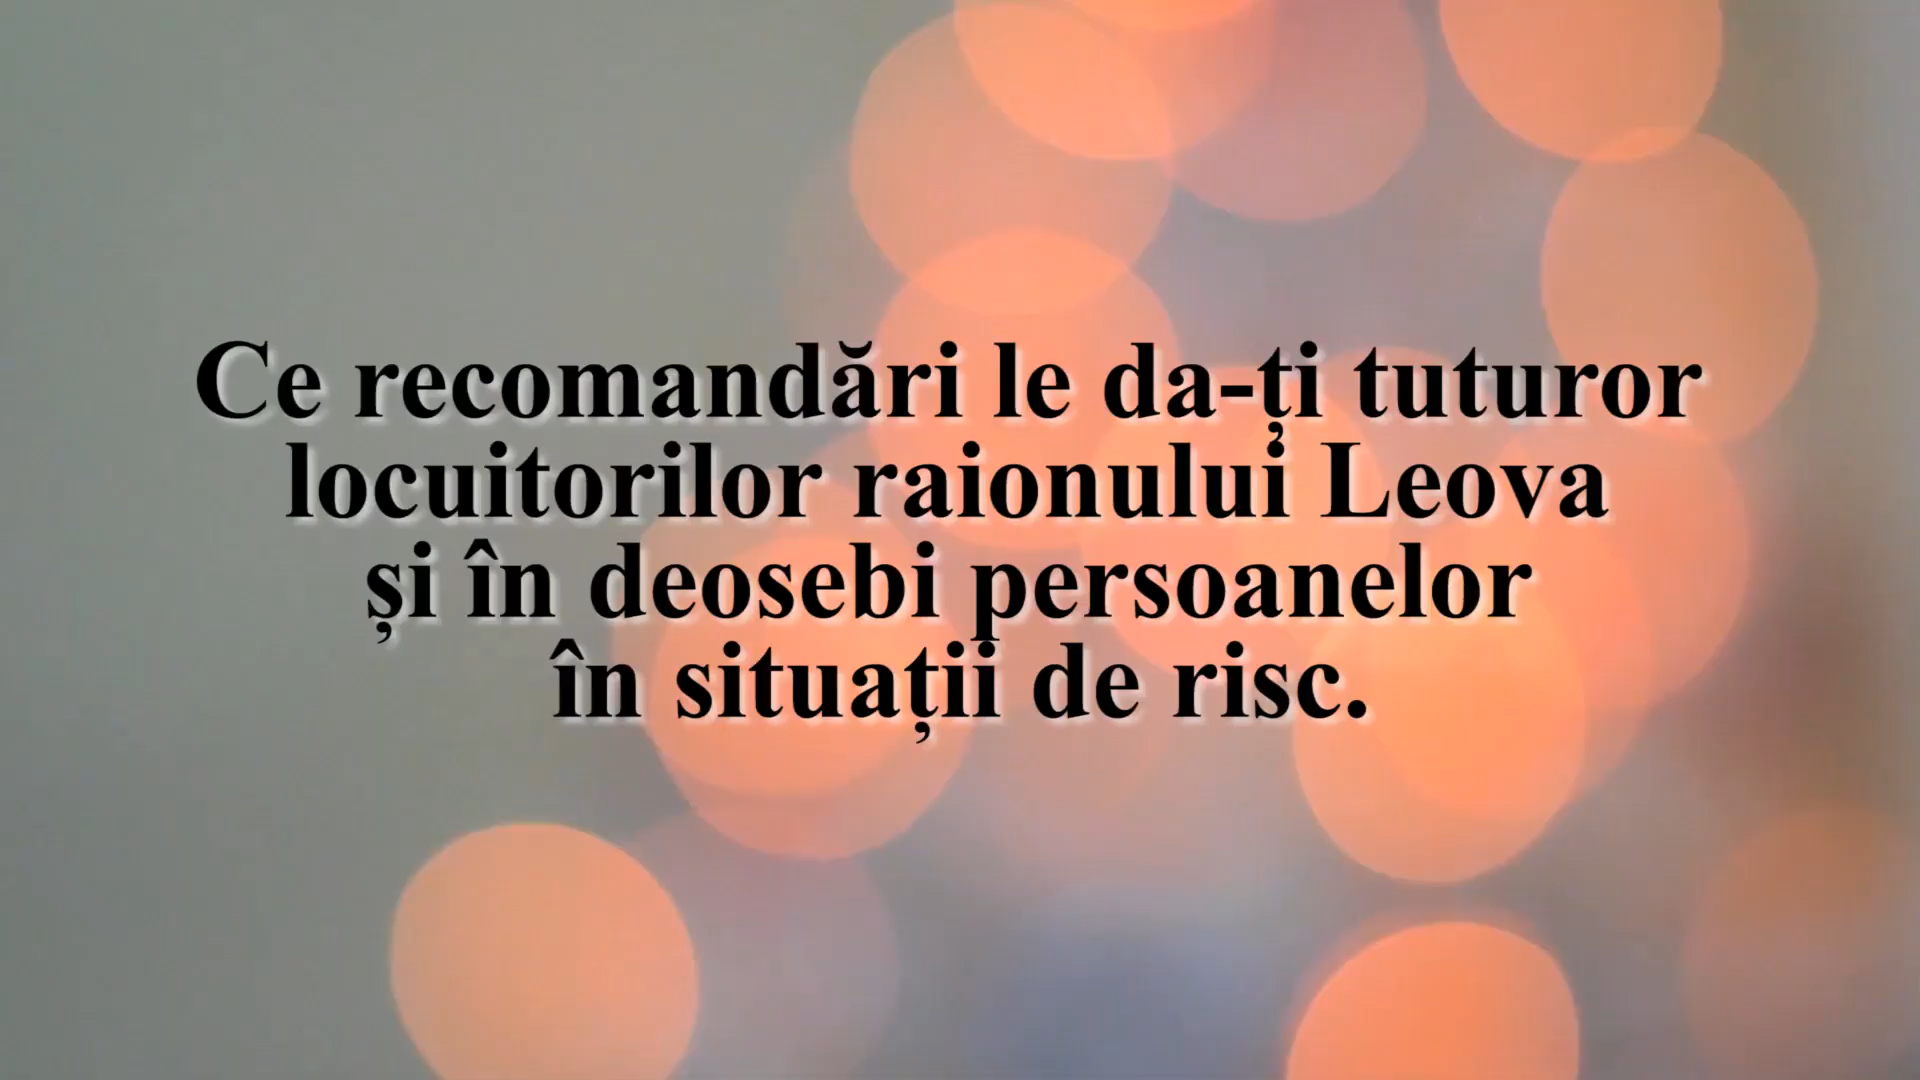 Ce recomandări le da-ți tuturor
locuitorilor raionului Leova
și în deosebi persoanelor
în situații de risc.